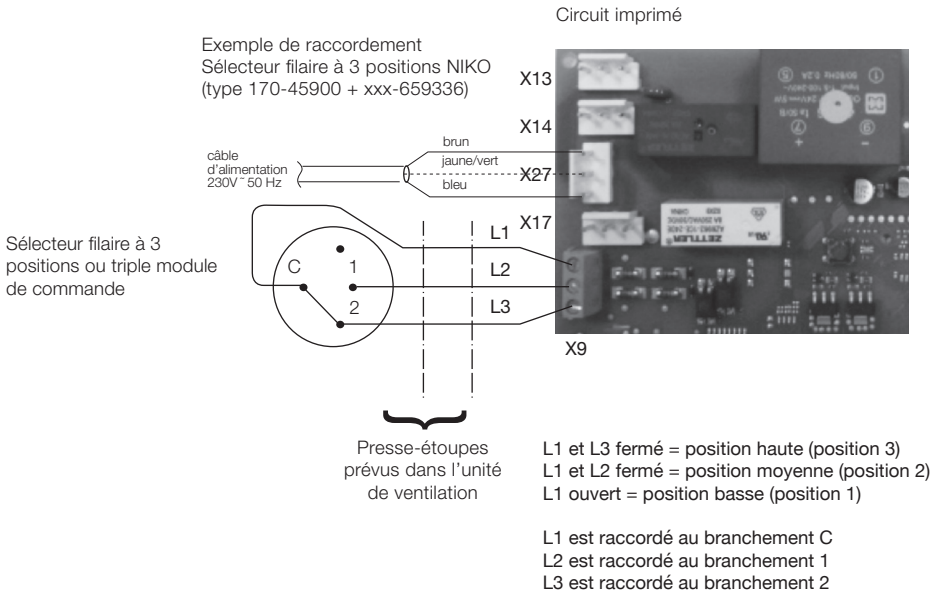 Circuit imprimé
Exemple de raccordement
Sélecteur filaire à 3 positions NIKO
(type 170-45900 + xxx-659336)
X13
X14
brun
câble
d'alimentation
230V~50 Hz
jaune/vert
X27
bleu
X17
ZETTLER
L1
Sélecteur filaire à 3
positions ou triple module
de commande
C
1
L2
2
L3
X9
Presse-étoupes
prévus dans l'unité
de ventilation
L1 et L3 fermé = position haute (position 3)
L1 et L2 fermé = position moyenne (position 2)
L1 ouvert = position basse (position 1)
L1 est raccordé au branchement C
L2 est raccordé au branchement 1
L3 est raccordé au branchement 2